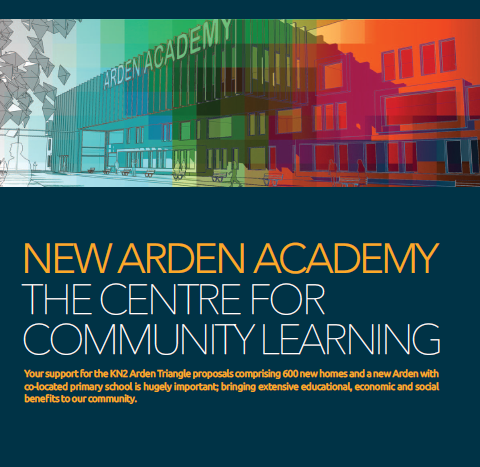 ARDEN ACADEMY
NEW ARDEN ACADEMY
THE CENTRE FOR
COMMUNITY LEARNING
Your support for the KN2 Arden Triangle proposals comprising 600 new homes and a new Arden with
co-located primary school is hugely important; bringing extensive educational, economic and social
benefits to our community.